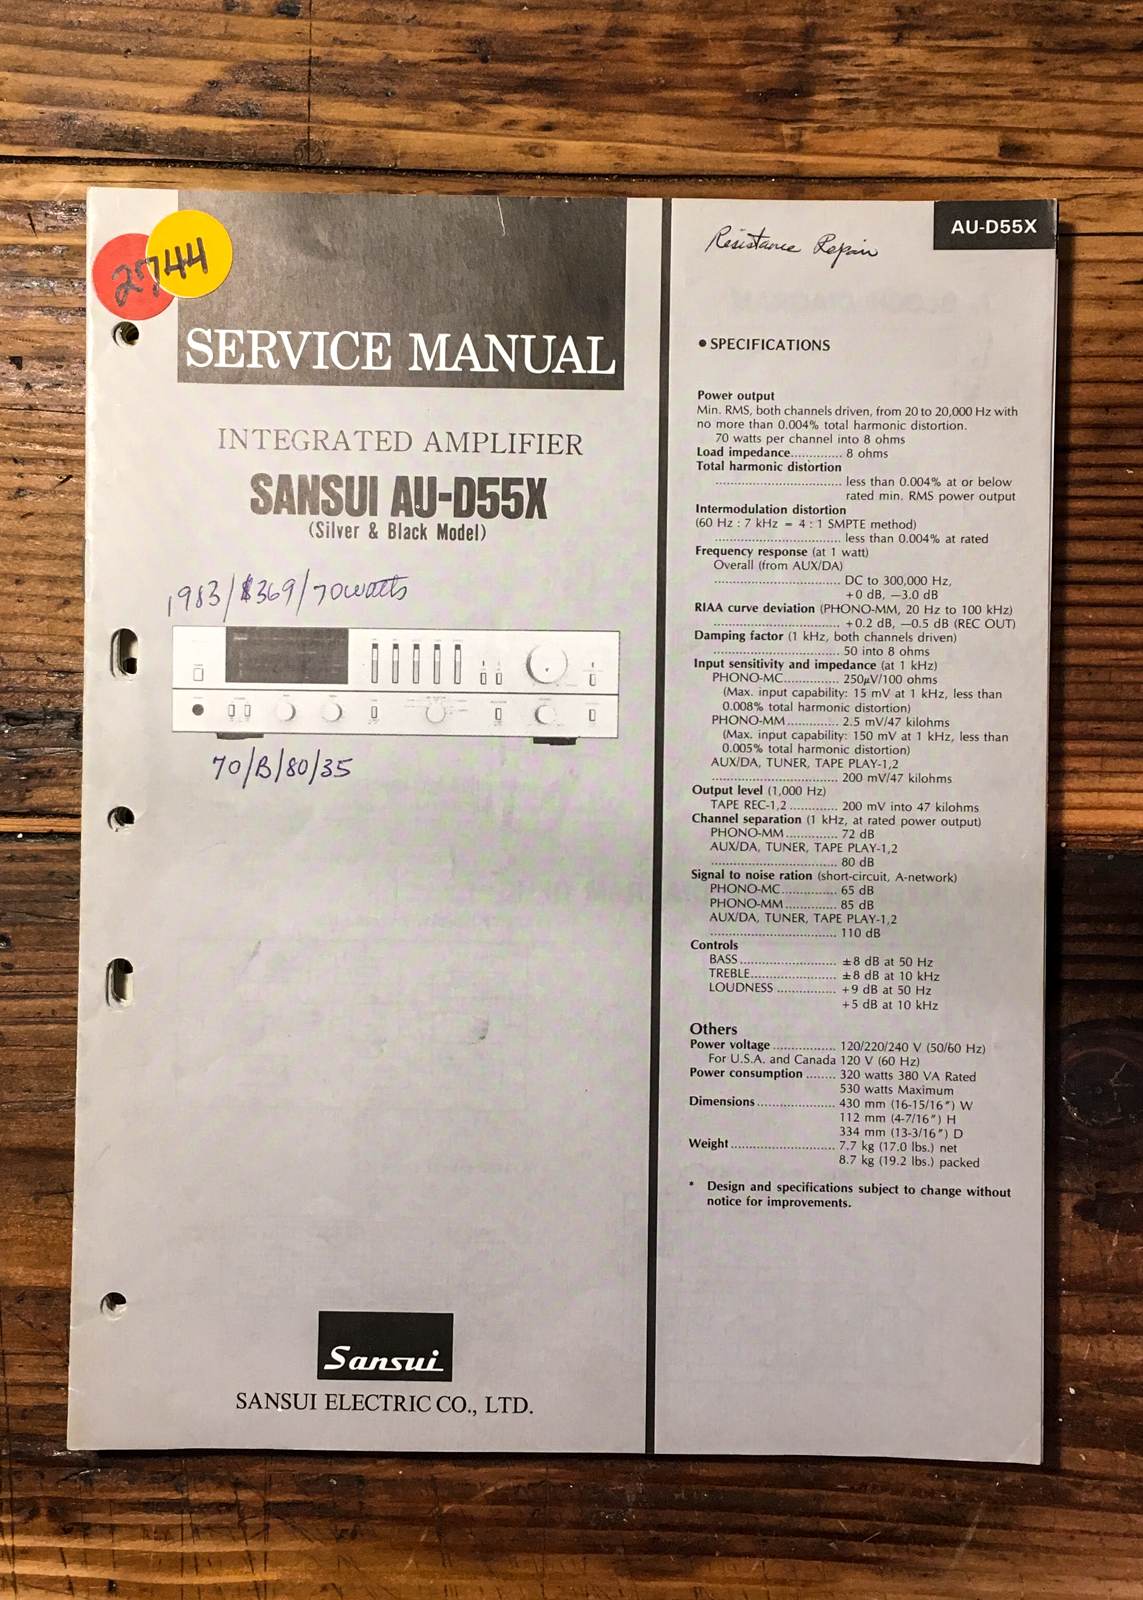 2744
SERVICE MANUAL
INTEGRATED AMPLIFIER
SANSUI AU-D55X
(Silver & Black Model)
1983/$369/70watts
70/B/80/35
Sansui
SANSUI ELECTRIC CO., LTD.
AU-D55X
Resistance Repair
● SPECIFICATIONS
Power output
Min. RMS, both channels driven, from 20 to 20,000 Hz with
no more than 0.004% total harmonic distortion.
70 watts per channel into 8 ohms
Load impedance.............. 8 ohms
Total harmonic distortion
.................................. less than 0.004% at or below
rated min. RMS power output
Intermodulation distortion
(60 Hz : 7 kHz = 4 : 1 SMPTE method)
.................................. less than 0.004% at rated
Frequency response (at 1 watt)
Overall (from AUX/DA)
.................................. DC to 300,000 Hz,
+0 dB, −3.0 dB
RIAA curve deviation (PHONO-MM, 20 Hz to 100 kHz)
.................................. +0.2 dB, −0.5 dB (REC OUT)
Damping factor (1 kHz, both channels driven)
.................................. 50 into 8 ohms
Input sensitivity and impedance (at 1 kHz)
PHONO-MC............... 250µV/100 ohms
(Max. input capability: 15 mV at 1 kHz, less than
0.008% total harmonic distortion)
PHONO-MM.............. 2.5 mV/47 kilohms
(Max. input capability: 150 mV at 1 kHz, less than
0.005% total harmonic distortion)
AUX/DA, TUNER, TAPE PLAY-1,2
.................................. 200 mV/47 kilohms
Output level (1,000 Hz)
TAPE REC-1,2............. 200 mV into 47 kilohms
Channel separation (1 kHz, at rated power output)
PHONO-MM.............. 72 dB
AUX/DA, TUNER, TAPE PLAY-1,2
.................................. 80 dB
Signal to noise ration (short-circuit, A-network)
PHONO-MC............... 65 dB
PHONO-MM.............. 85 dB
AUX/DA, TUNER, TAPE PLAY-1,2
.................................. 110 dB
Controls
BASS .......................... ±8 dB at 50 Hz
TREBLE....................... ±8 dB at 10 kHz
LOUDNESS ................ +9 dB at 50 Hz
+5 dB at 10 kHz
Others
Power voltage ................. 120/220/240 V (50/60 Hz)
For U.S.A. and Canada 120 V (60 Hz)
Power consumption ........ 320 watts 380 VA Rated
530 watts Maximum
Dimensions ..................... 430 mm (16-15/16″) W
112 mm (4-7/16″) H
334 mm (13-3/16″) D
Weight ............................ 7.7 kg (17.0 lbs.) net
8.7 kg (19.2 lbs.) packed
* Design and specifications subject to change without
notice for improvements.